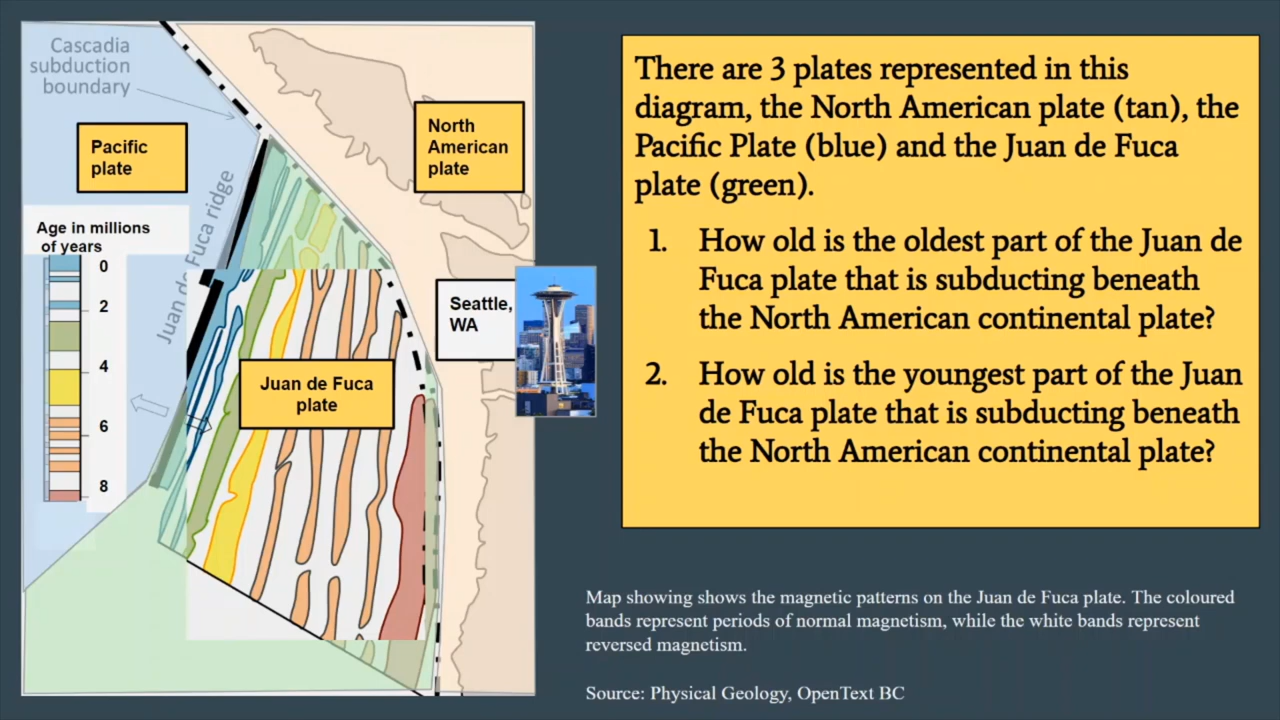 Cascadia
subduction
boundary
Pacific
plate
North
American
plate
Juan de Fuca ridge
Age in millions
of years
0
2
4
6
8
Seattle,
WA
Juan de Fuca
plate
There are 3 plates represented in this
diagram, the North American plate (tan), the
Pacific Plate (blue) and the Juan de Fuca
plate (green).
1. How old is the oldest part of the Juan de
Fuca plate that is subducting beneath
the North American continental plate?
2. How old is the youngest part of the Juan
de Fuca plate that is subducting beneath
the North American continental plate?
Map showing shows the magnetic patterns on the Juan de Fuca plate. The coloured
bands represent periods of normal magnetism, while the white bands represent
reversed magnetism.
Source: Physical Geology, OpenText BC